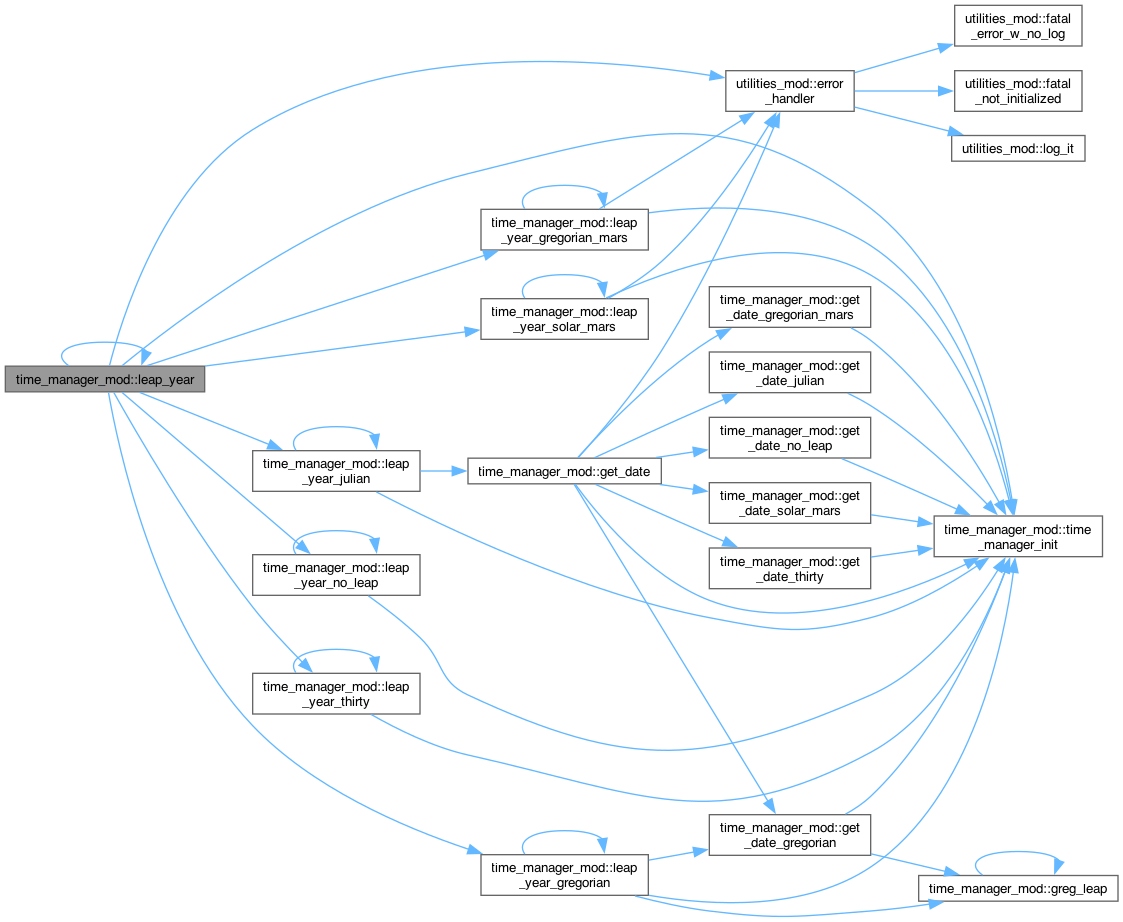 utilities_mod::fatal
_error_w_no_log
utilities_mod::error
_handler
utilities_mod::fatal
_not_initialized
utilities_mod::log_it
time_manager_mod::leap
_year_gregorian_mars
time_manager_mod::leap
_year_solar_mars
time_manager_mod::get
_date_gregorian_mars
time_manager_mod::leap_year
time_manager_mod::get
_date_julian
time_manager_mod::leap
_year_julian
time_manager_mod::get_date
time_manager_mod::get
_date_no_leap
time_manager_mod::get
_date_solar_mars
time_manager_mod::time
_manager_init
time_manager_mod::leap
_year_no_leap
time_manager_mod::get
_date_thirty
time_manager_mod::leap
_year_thirty
time_manager_mod::get
_date_gregorian
time_manager_mod::leap
_year_gregorian
time_manager_mod::greg_leap